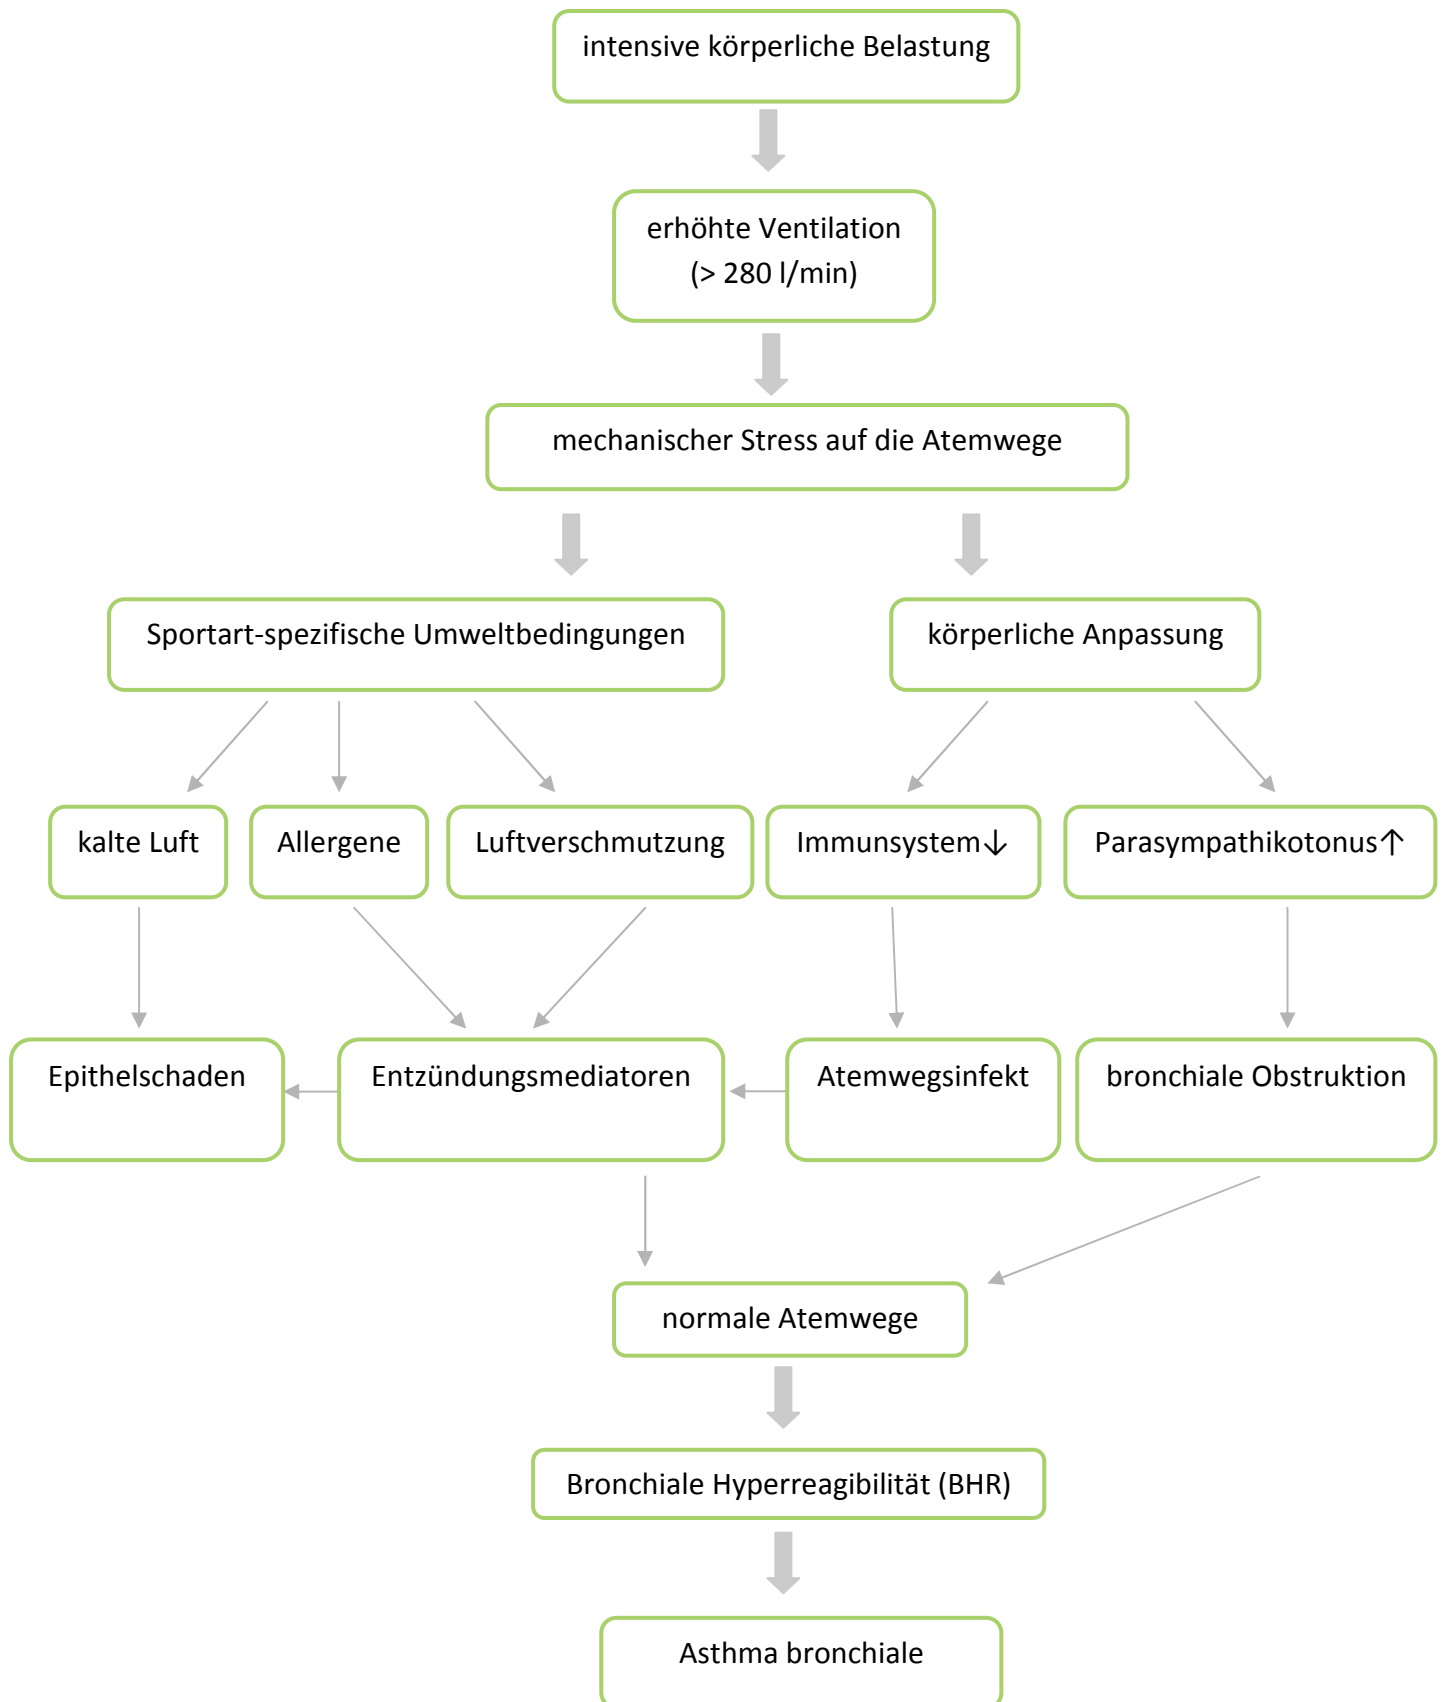 intensive körperliche Belastung
erhöhte Ventilation
(> 280 l/min)
mechanischer Stress auf die Atemwege
Sportart-spezifische Umweltbedingungen
körperliche Anpassung
kalte Luft
Allergene
Luftverschmutzung
Immunsystem↓
Parasympathikotonus↑
Epithelschaden
Entzündungsmediatoren
Atemwegsinfekt
bronchiale Obstruktion
normale Atemwege
Bronchiale Hyperreagibilität (BHR)
Asthma bronchiale